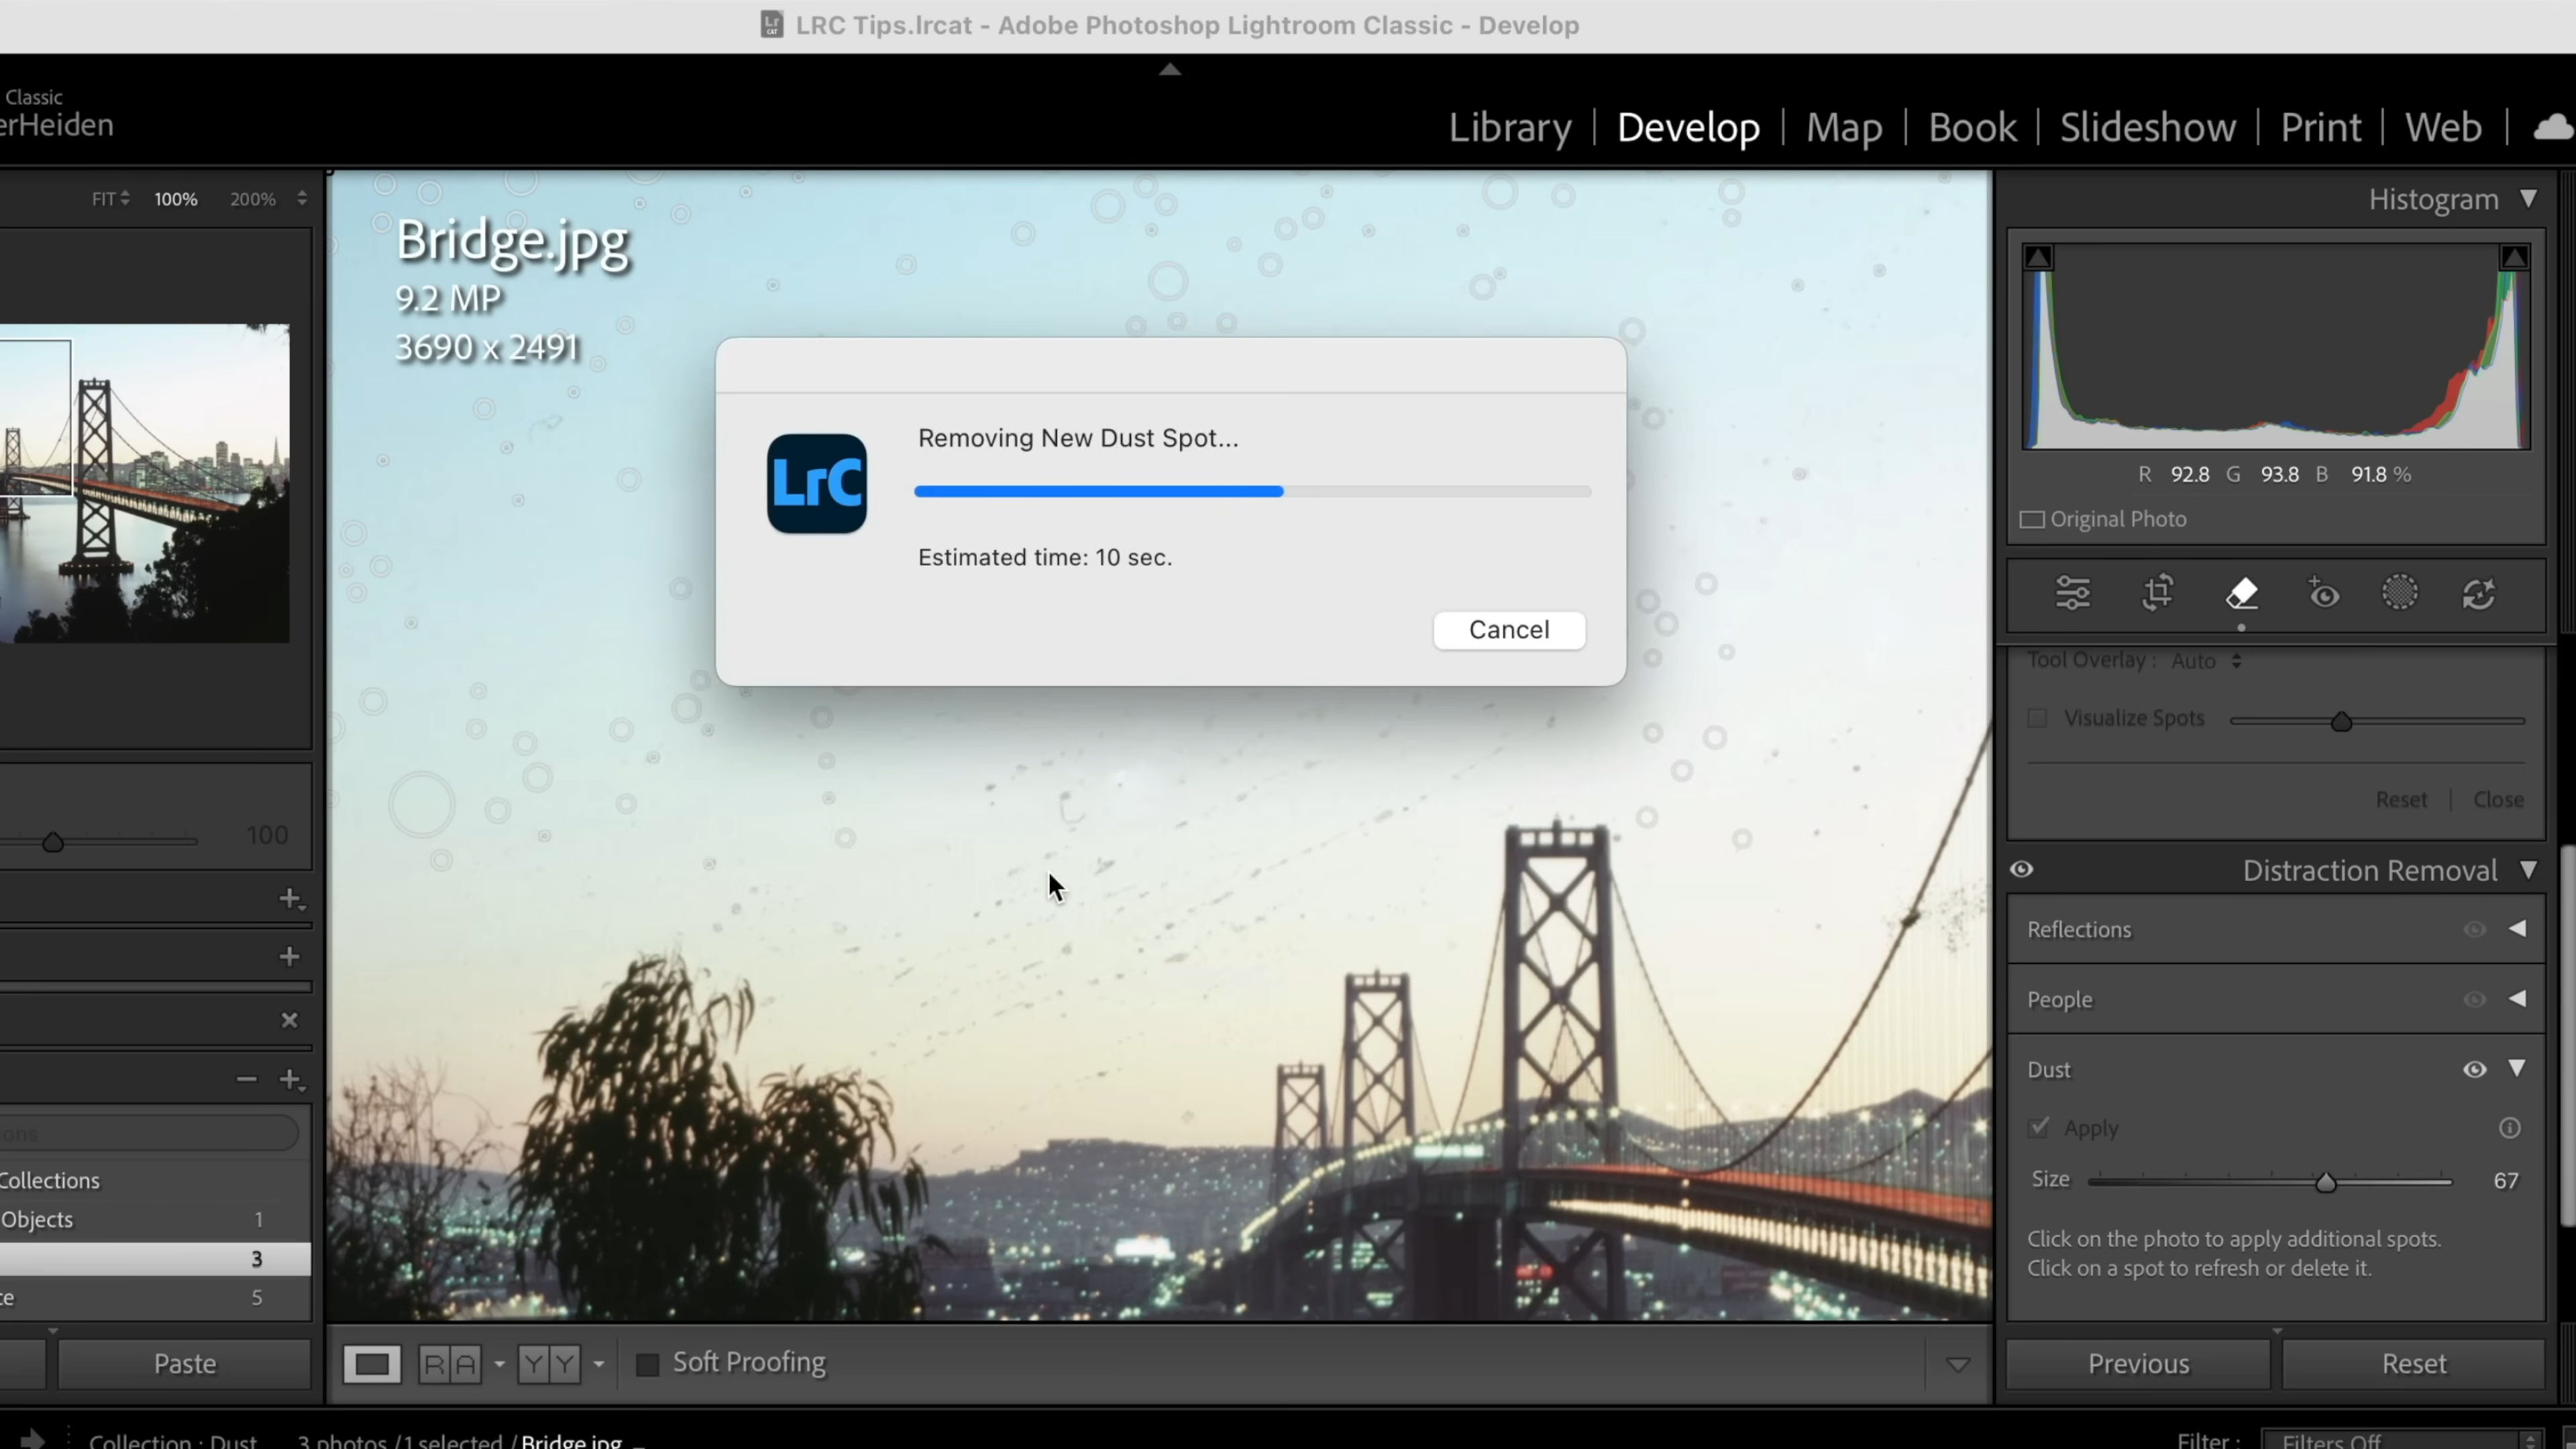 LRC Tips.lrcat - Adobe Photoshop Lightroom Classic - Develop
Classic
erHeiden
Library | Develop | Map | Book | Slideshow | Print | Web |
FIT 100% 200%
Histogram
Bridge.jpg
9.2 MP
3690 x 2491
R 92.8 G 93.8 B 91.8 %
Original Photo
LrC
Removing New Dust Spot...
Estimated time: 10 sec.
Cancel
Tool Overlay : Auto
Visualize Spots
Reset | Close
100
Distraction Removal
Reflections
People
Dust
Apply
Size 67
Click on the photo to apply additional spots.
Click on a spot to refresh or delete it.
ons
Collections
Objects 1
3
te 5
Paste
RA YY Soft Proofing
Previous Reset
Collection : Dust 3 photos / 1 selected / Bridge.jpg
Filter : Filters Off